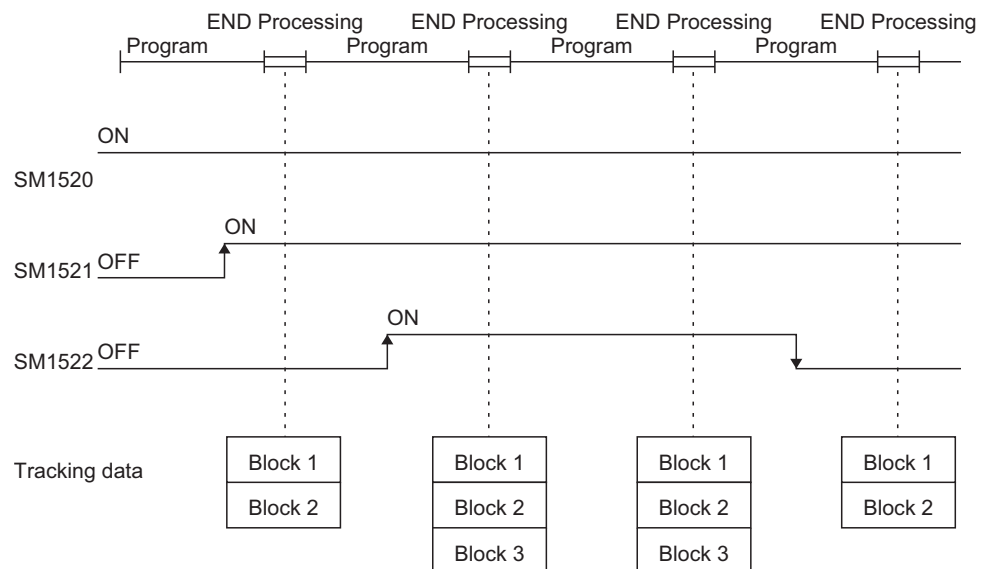 END Processing END Processing END Processing END Processing
Program Program Program Program
ON
SM1520
ON
SM1521 OFF
ON
SM1522 OFF
Tracking data
Block 1 Block 1 Block 1 Block 1
Block 2 Block 2 Block 2 Block 2
Block 3 Block 3